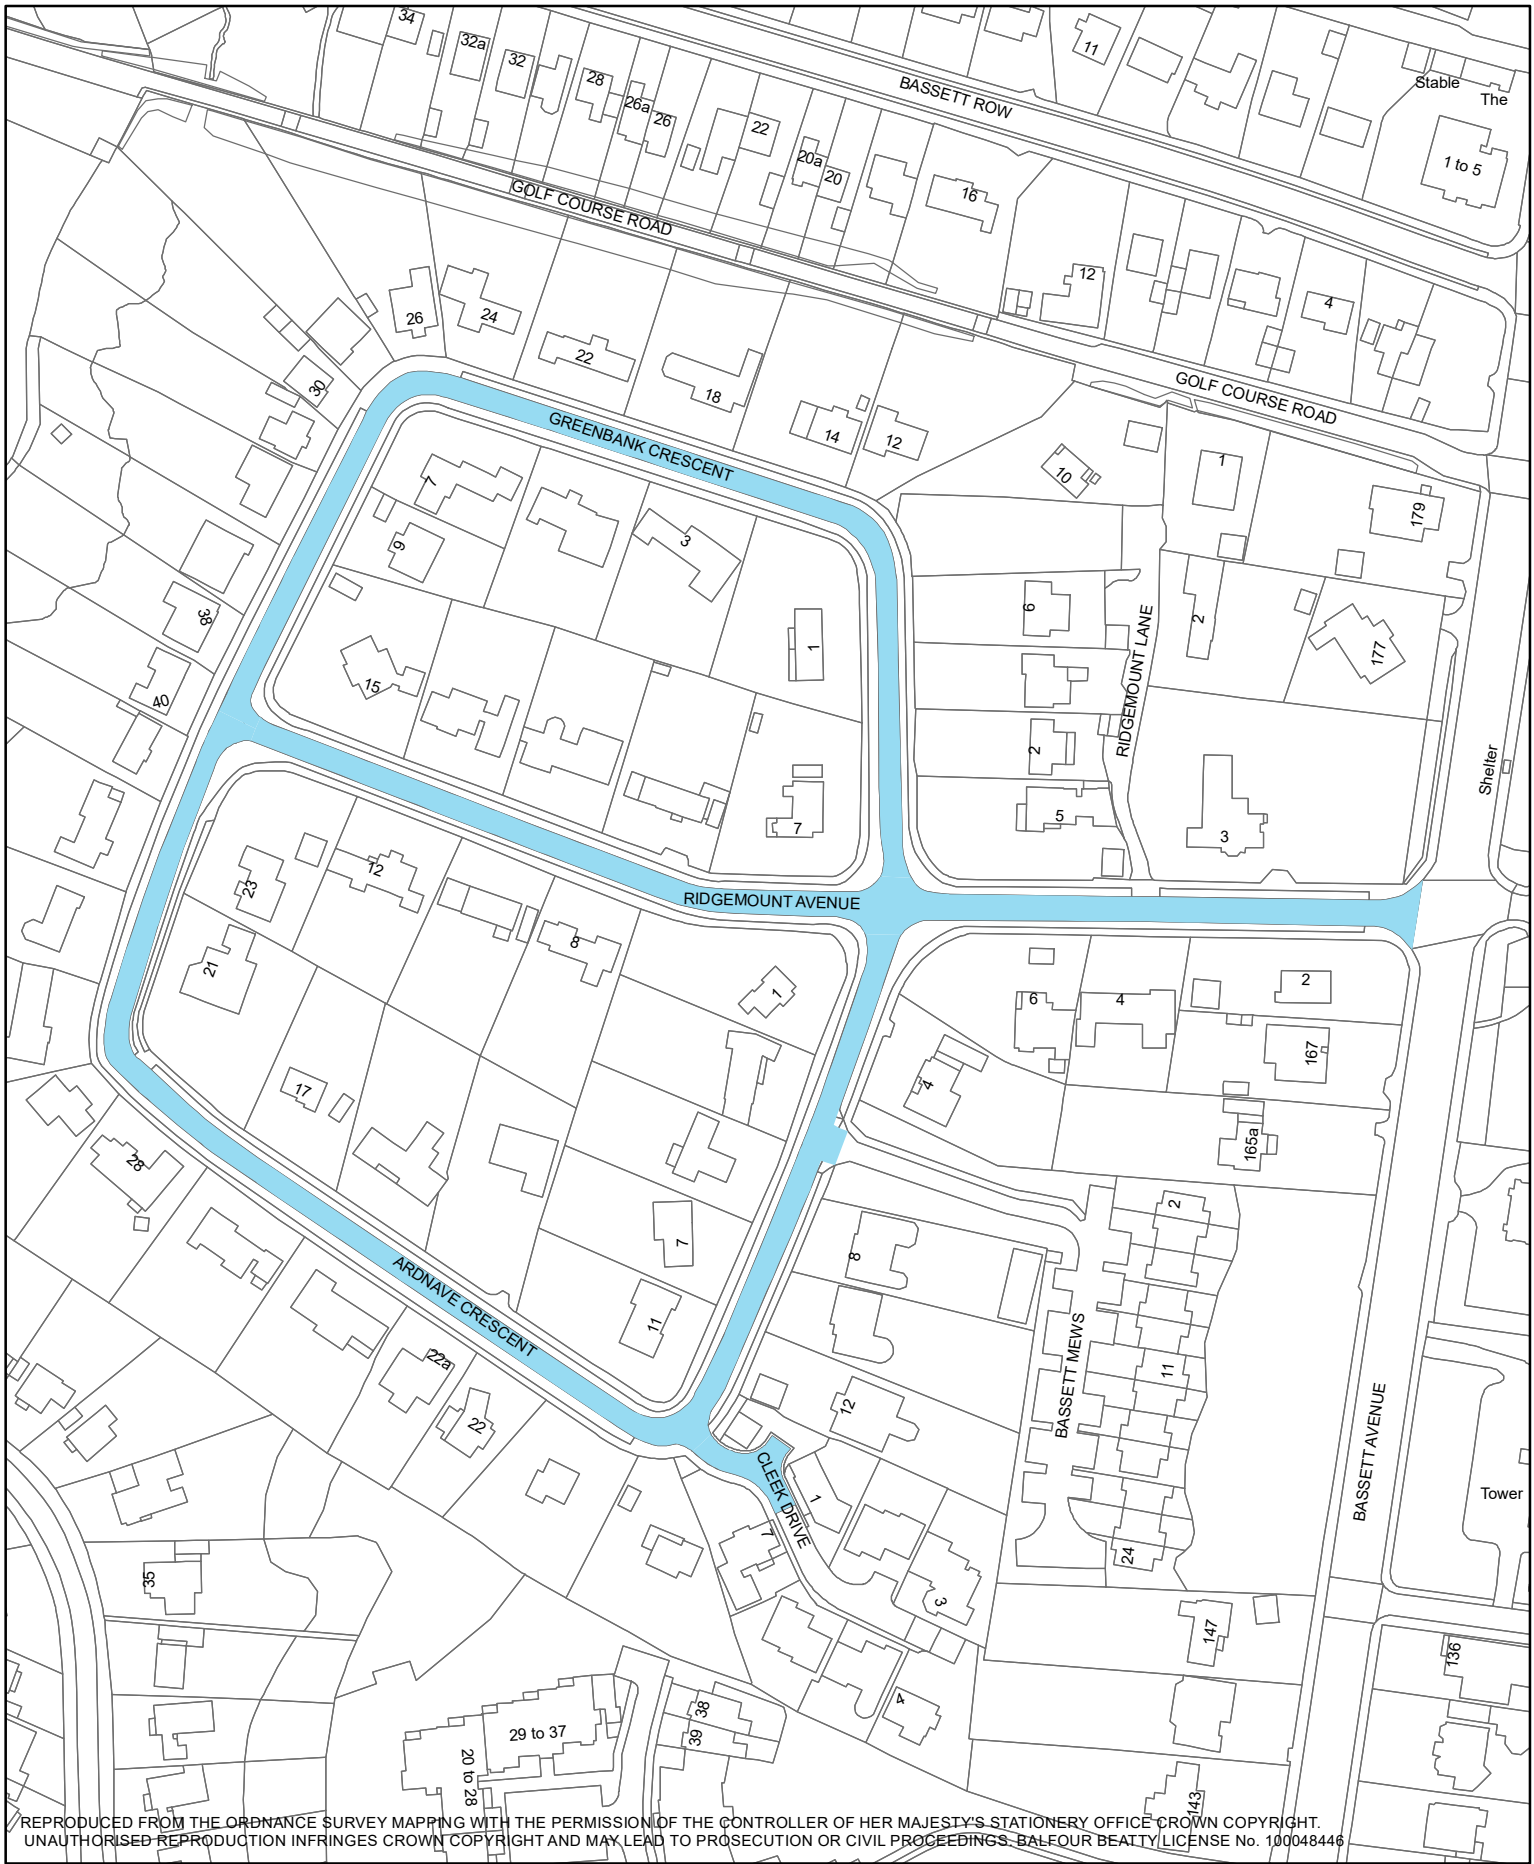 34
32a
32
28
26a
26
22
20a
20
16
11
BASSETT ROW
Stable
The
1 to 5
GOLF COURSE ROAD
12
4
26
24
22
18
14
12
10
30
GREENBANK CRESCENT
GOLF COURSE ROAD
1
179
7
9
3
38
40
15
1
6
2
177
RIDGEMOUNT LANE
2
5
3
7
Shelter
23
12
RIDGEMOUNT AVENUE
21
8
1
6
4
2
167
4
17
165a
28
2
7
8
ARDNAVE CRESCENT
11
22a
22
12
BASSETT MEWS
11
BASSETT AVENUE
CLEEK DRIVE
1
7
3
24
Tower
35
147
136
4
38
39
29 to 37
20 to 28
143
REPRODUCED FROM THE ORDNANCE SURVEY MAPPING WITH THE PERMISSION OF THE CONTROLLER OF HER MAJESTY'S STATIONERY OFFICE CROWN COPYRIGHT.
UNAUTHORISED REPRODUCTION INFRINGES CROWN COPYRIGHT AND MAY LEAD TO PROSECUTION OR CIVIL PROCEEDINGS. BALFOUR BEATTY LICENSE No. 100048446